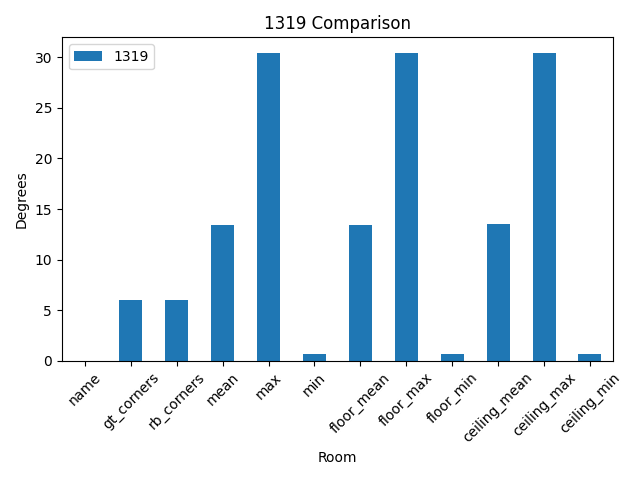 1319 Comparison
1319
Degrees
30
25
20
15
10
5
0
name
gt_corners
rb_corners
mean
max
min
floor_mean
floor_max
floor_min
ceiling_mean
ceiling_max
ceiling_min
Room